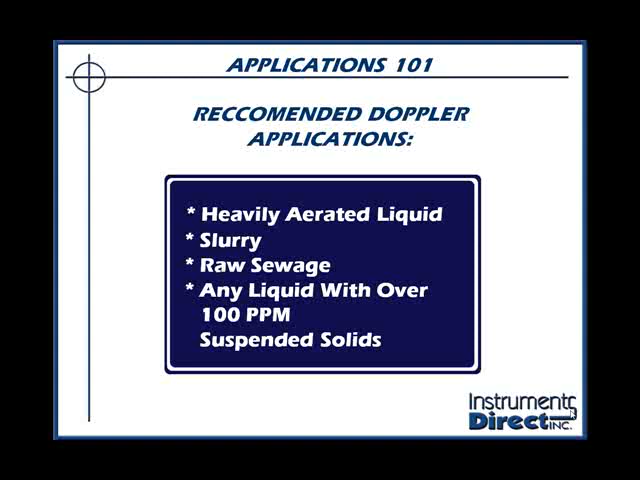 APPLICATIONS 101
RECCOMENDED DOPPLER
APPLICATIONS:
* Heavily Aerated Liquid
* Slurry
* Raw Sewage
* Any Liquid With Over
100 PPM
Suspended Solids
Instruments
Direct INC.